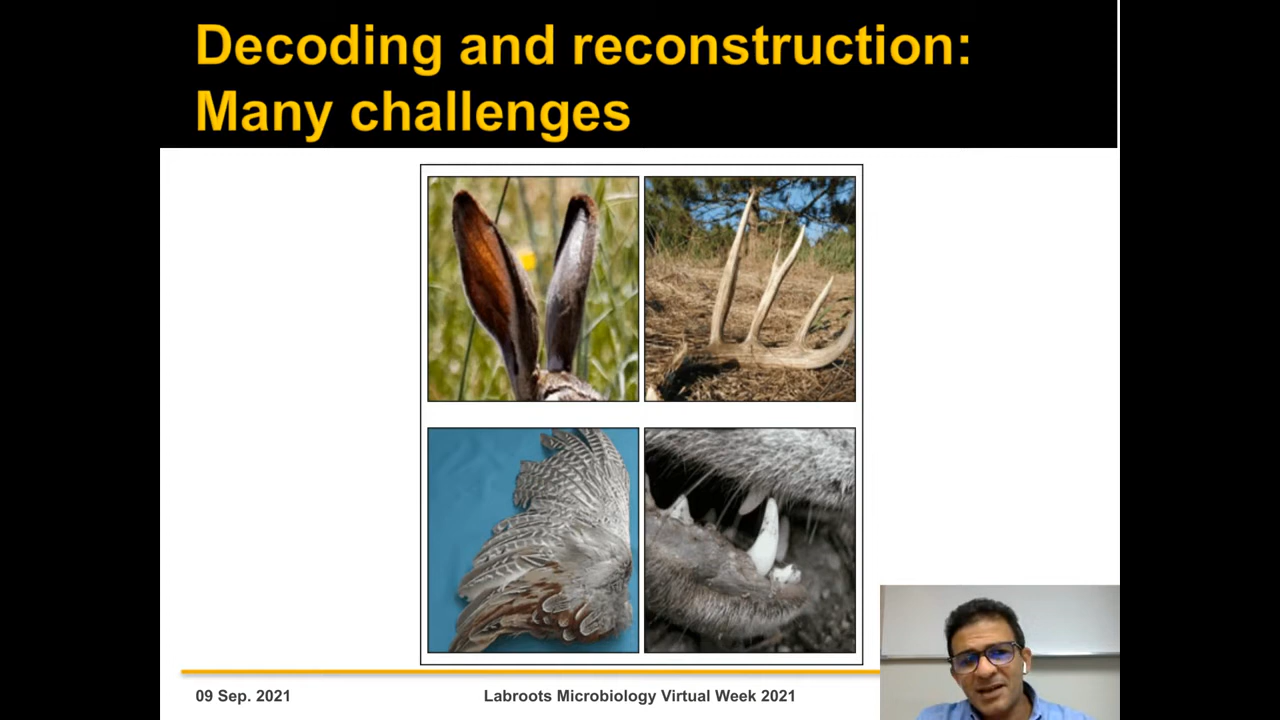 Decoding and reconstruction:
Many challenges
09 Sep. 2021
Labroots Microbiology Virtual Week 2021